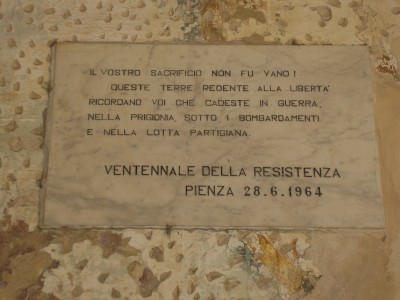 IL VOSTRO SACRIFICIO NON FU VANO!
QUESTE TERRE REDENTE ALLA LIBERTA'
RICORDANO VOI CHE CADESTE IN GUERRA,
NELLA PRIGIONIA, SOTTO I BOMBARDAMENTI
E NELLA LOTTA PARTIGIANA.
VENTENNALE DELLA RESISTENZA
PIENZA 28.6.1964